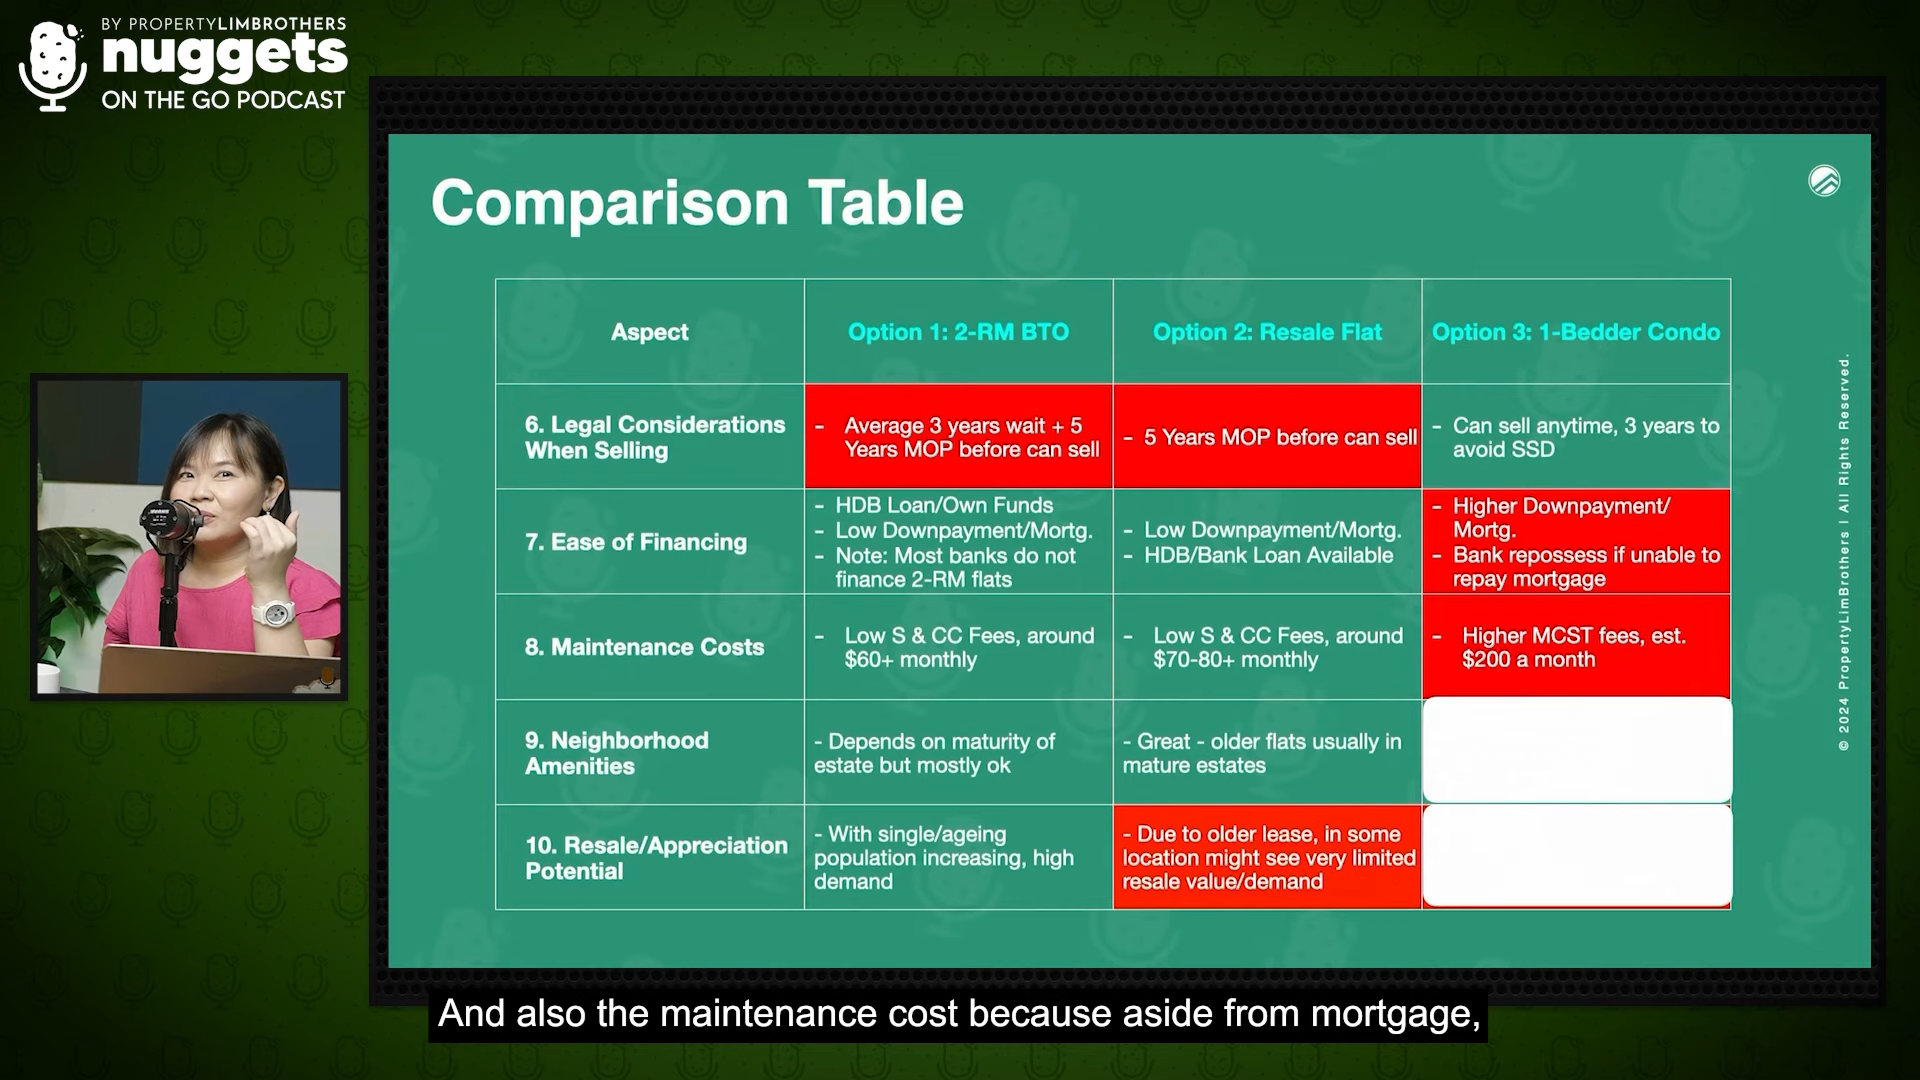 BY PROPERTYLIMBROTHERS
nuggets
ON THE GO PODCAST
Comparison Table
Aspect
Option 1: 2-RM BTO
Option 2: Resale Flat
Option 3: 1-Bedder Condo
6. Legal Considerations
When Selling
- Average 3 years wait + 5
Years MOP before can sell
- 5 Years MOP before can sell
- Can sell anytime, 3 years to
avoid SSD
7. Ease of Financing
- HDB Loan/Own Funds
- Low Downpayment/Mortg.
- Note: Most banks do not
finance 2-RM flats
- Low Downpayment/Mortg.
- HDB/Bank Loan Available
- Higher Downpayment/
Mortg.
- Bank repossess if unable to
repay mortgage
8. Maintenance Costs
- Low S & CC Fees, around
$60+ monthly
- Low S & CC Fees, around
$70-80+ monthly
- Higher MCST fees, est.
$200 a month
9. Neighborhood
Amenities
- Depends on maturity of
estate but mostly ok
- Great - older flats usually in
mature estates
10. Resale/Appreciation
Potential
- With single/ageing
population increasing, high
demand
- Due to older lease, in some
location might see very limited
resale value/demand
© 2024 PropertyLimBrothers | All Rights Reserved.
And also the maintenance cost because aside from mortgage,